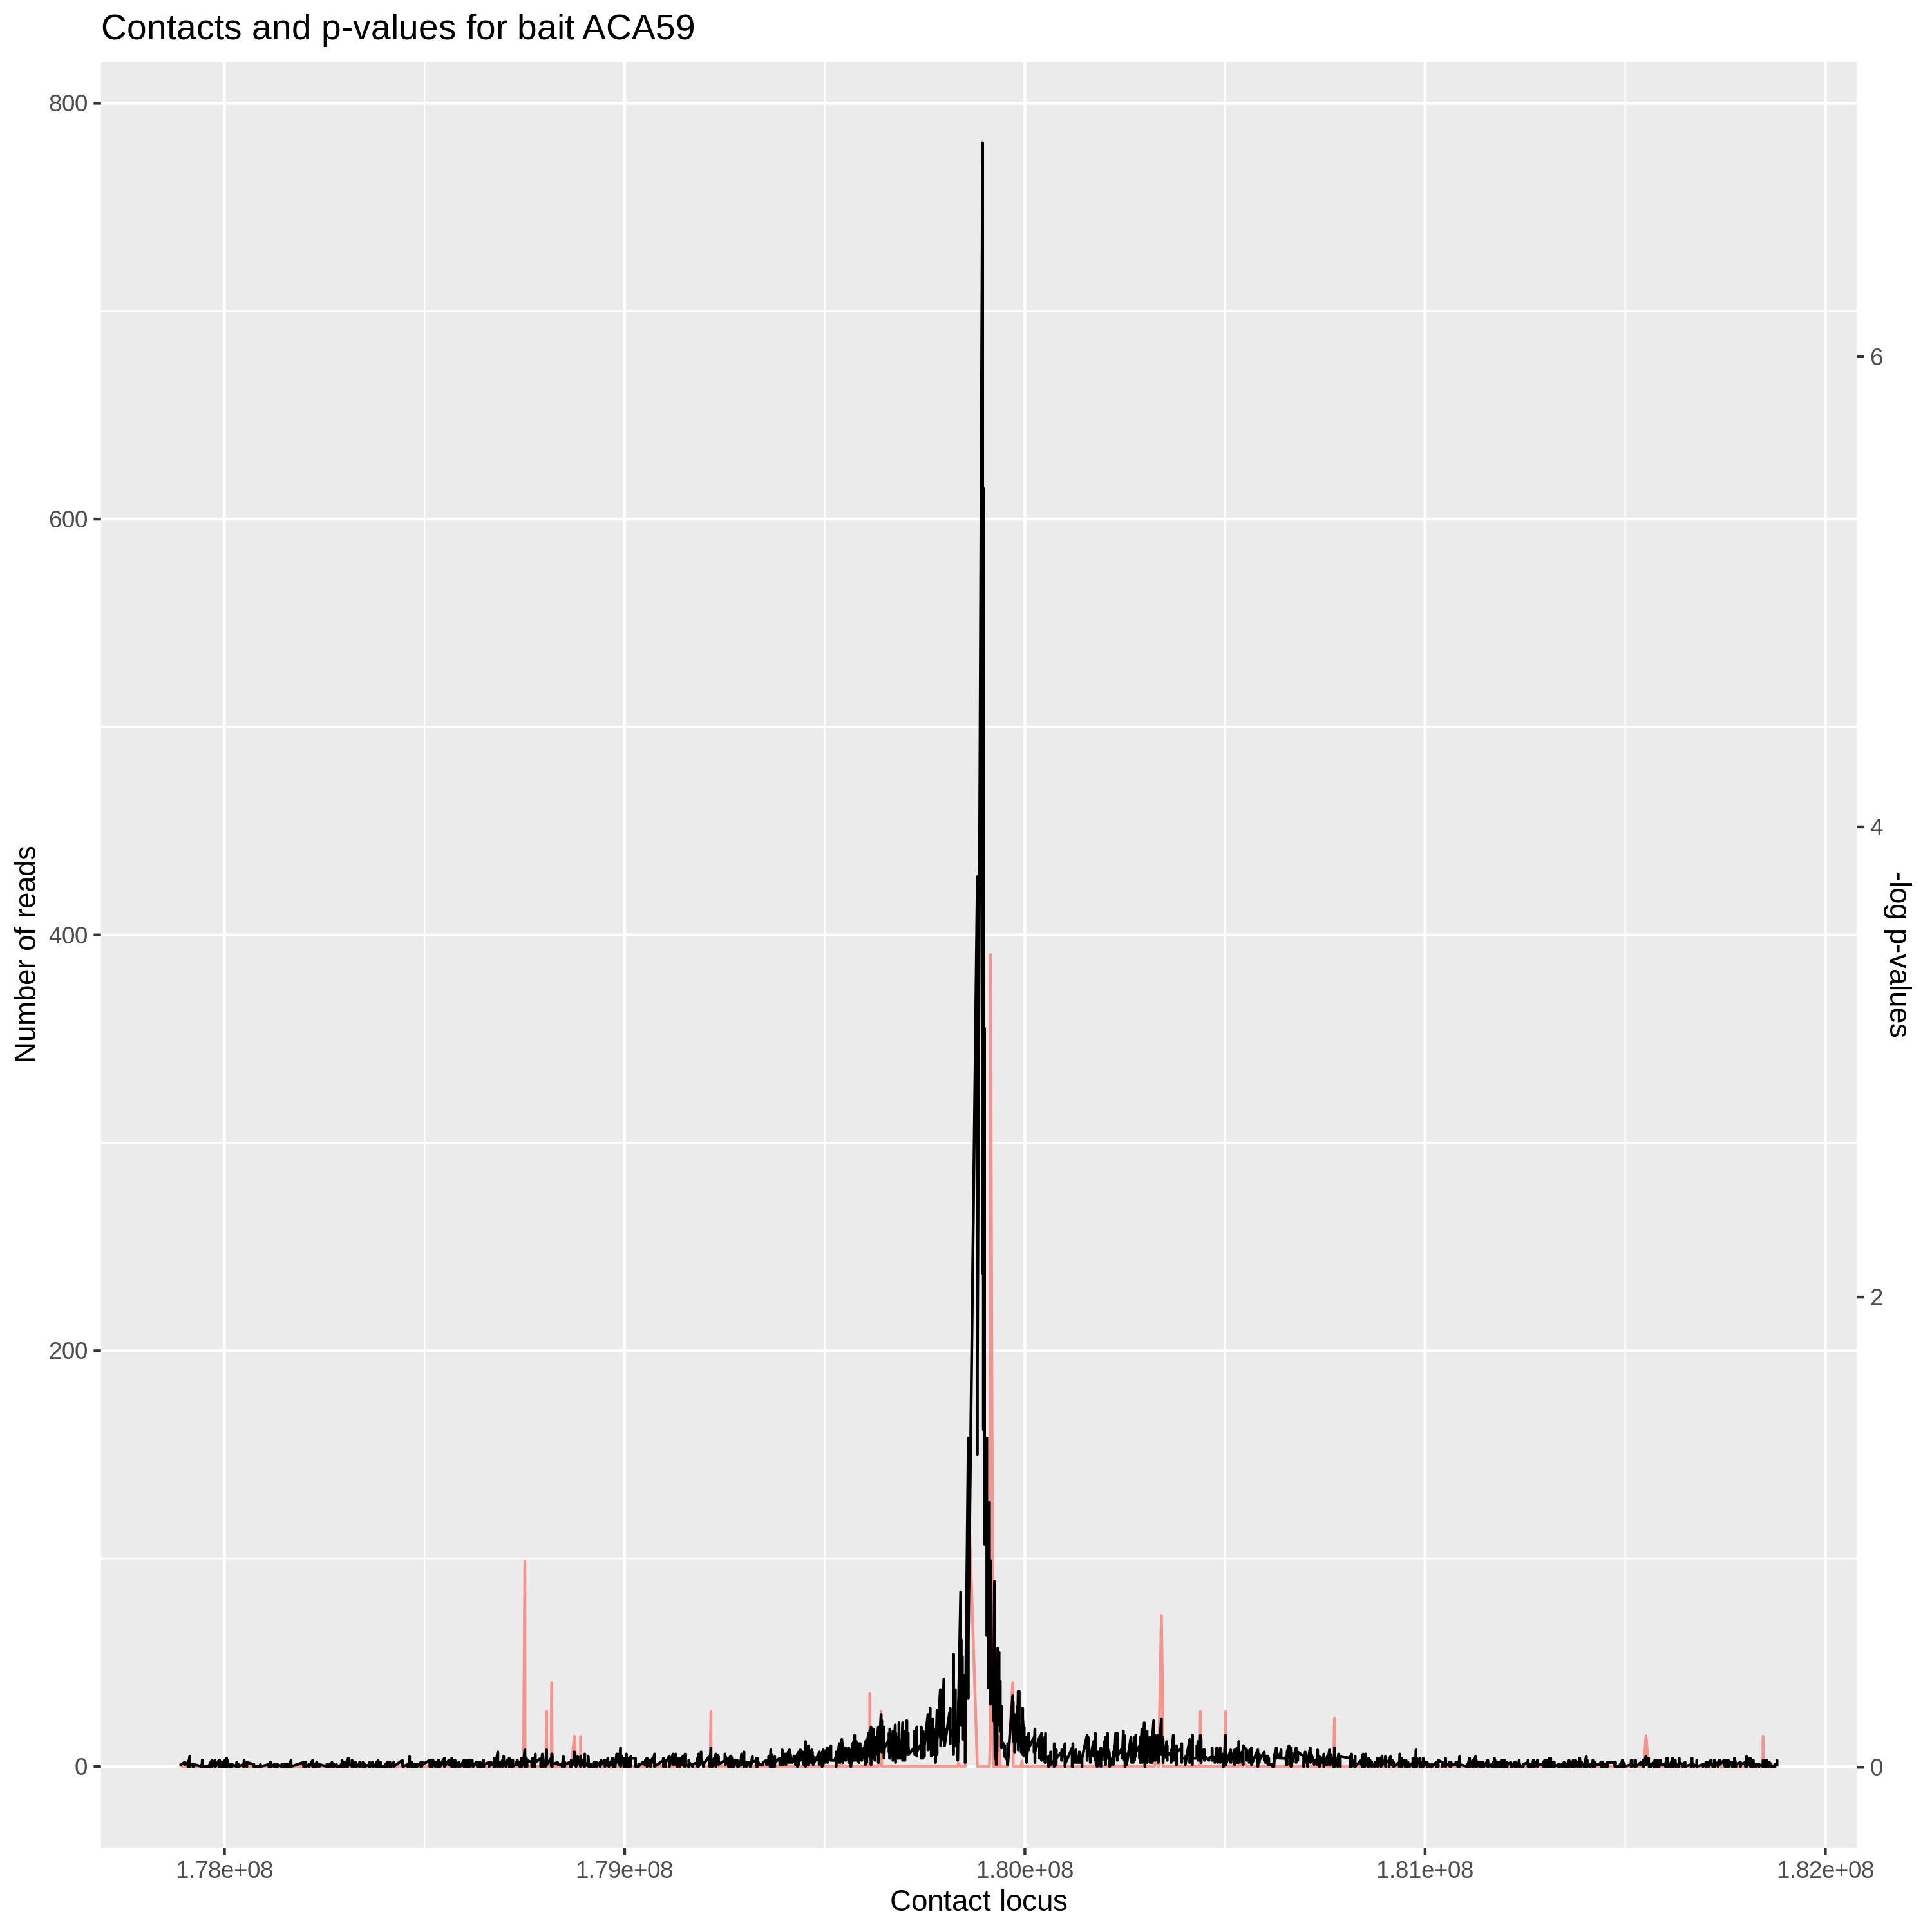 Contacts and p-values for bait ACA59
800
600
400
200
0
Number of reads
6
4
2
0
-log p-values
1.78e+08
1.79e+08
1.80e+08
1.81e+08
1.82e+08
Contact locus